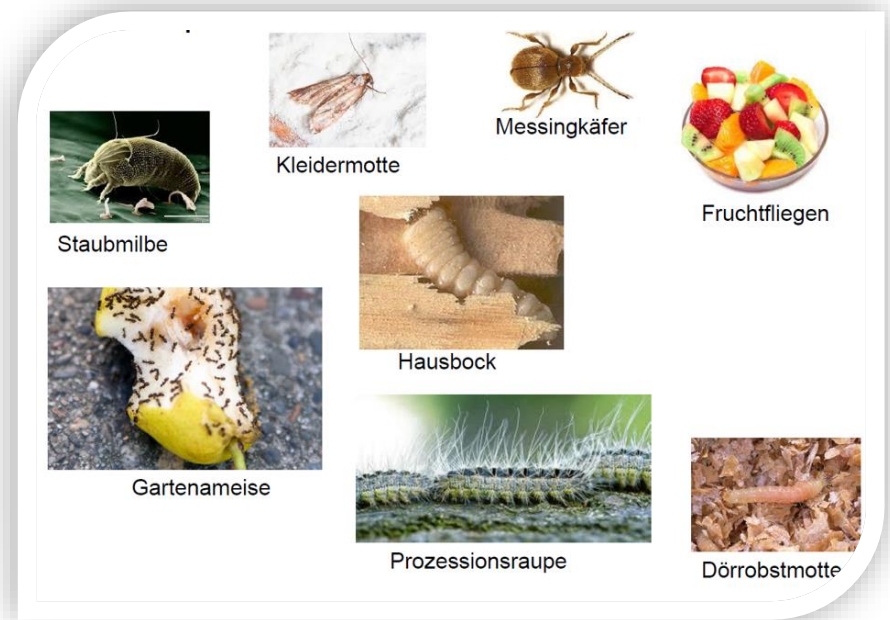 Messingkäfer
Kleidermotte
Fruchtfliegen
Staubmilbe
Hausbock
Gartenameise
Prozessionsraupe
Dörrobstmotte